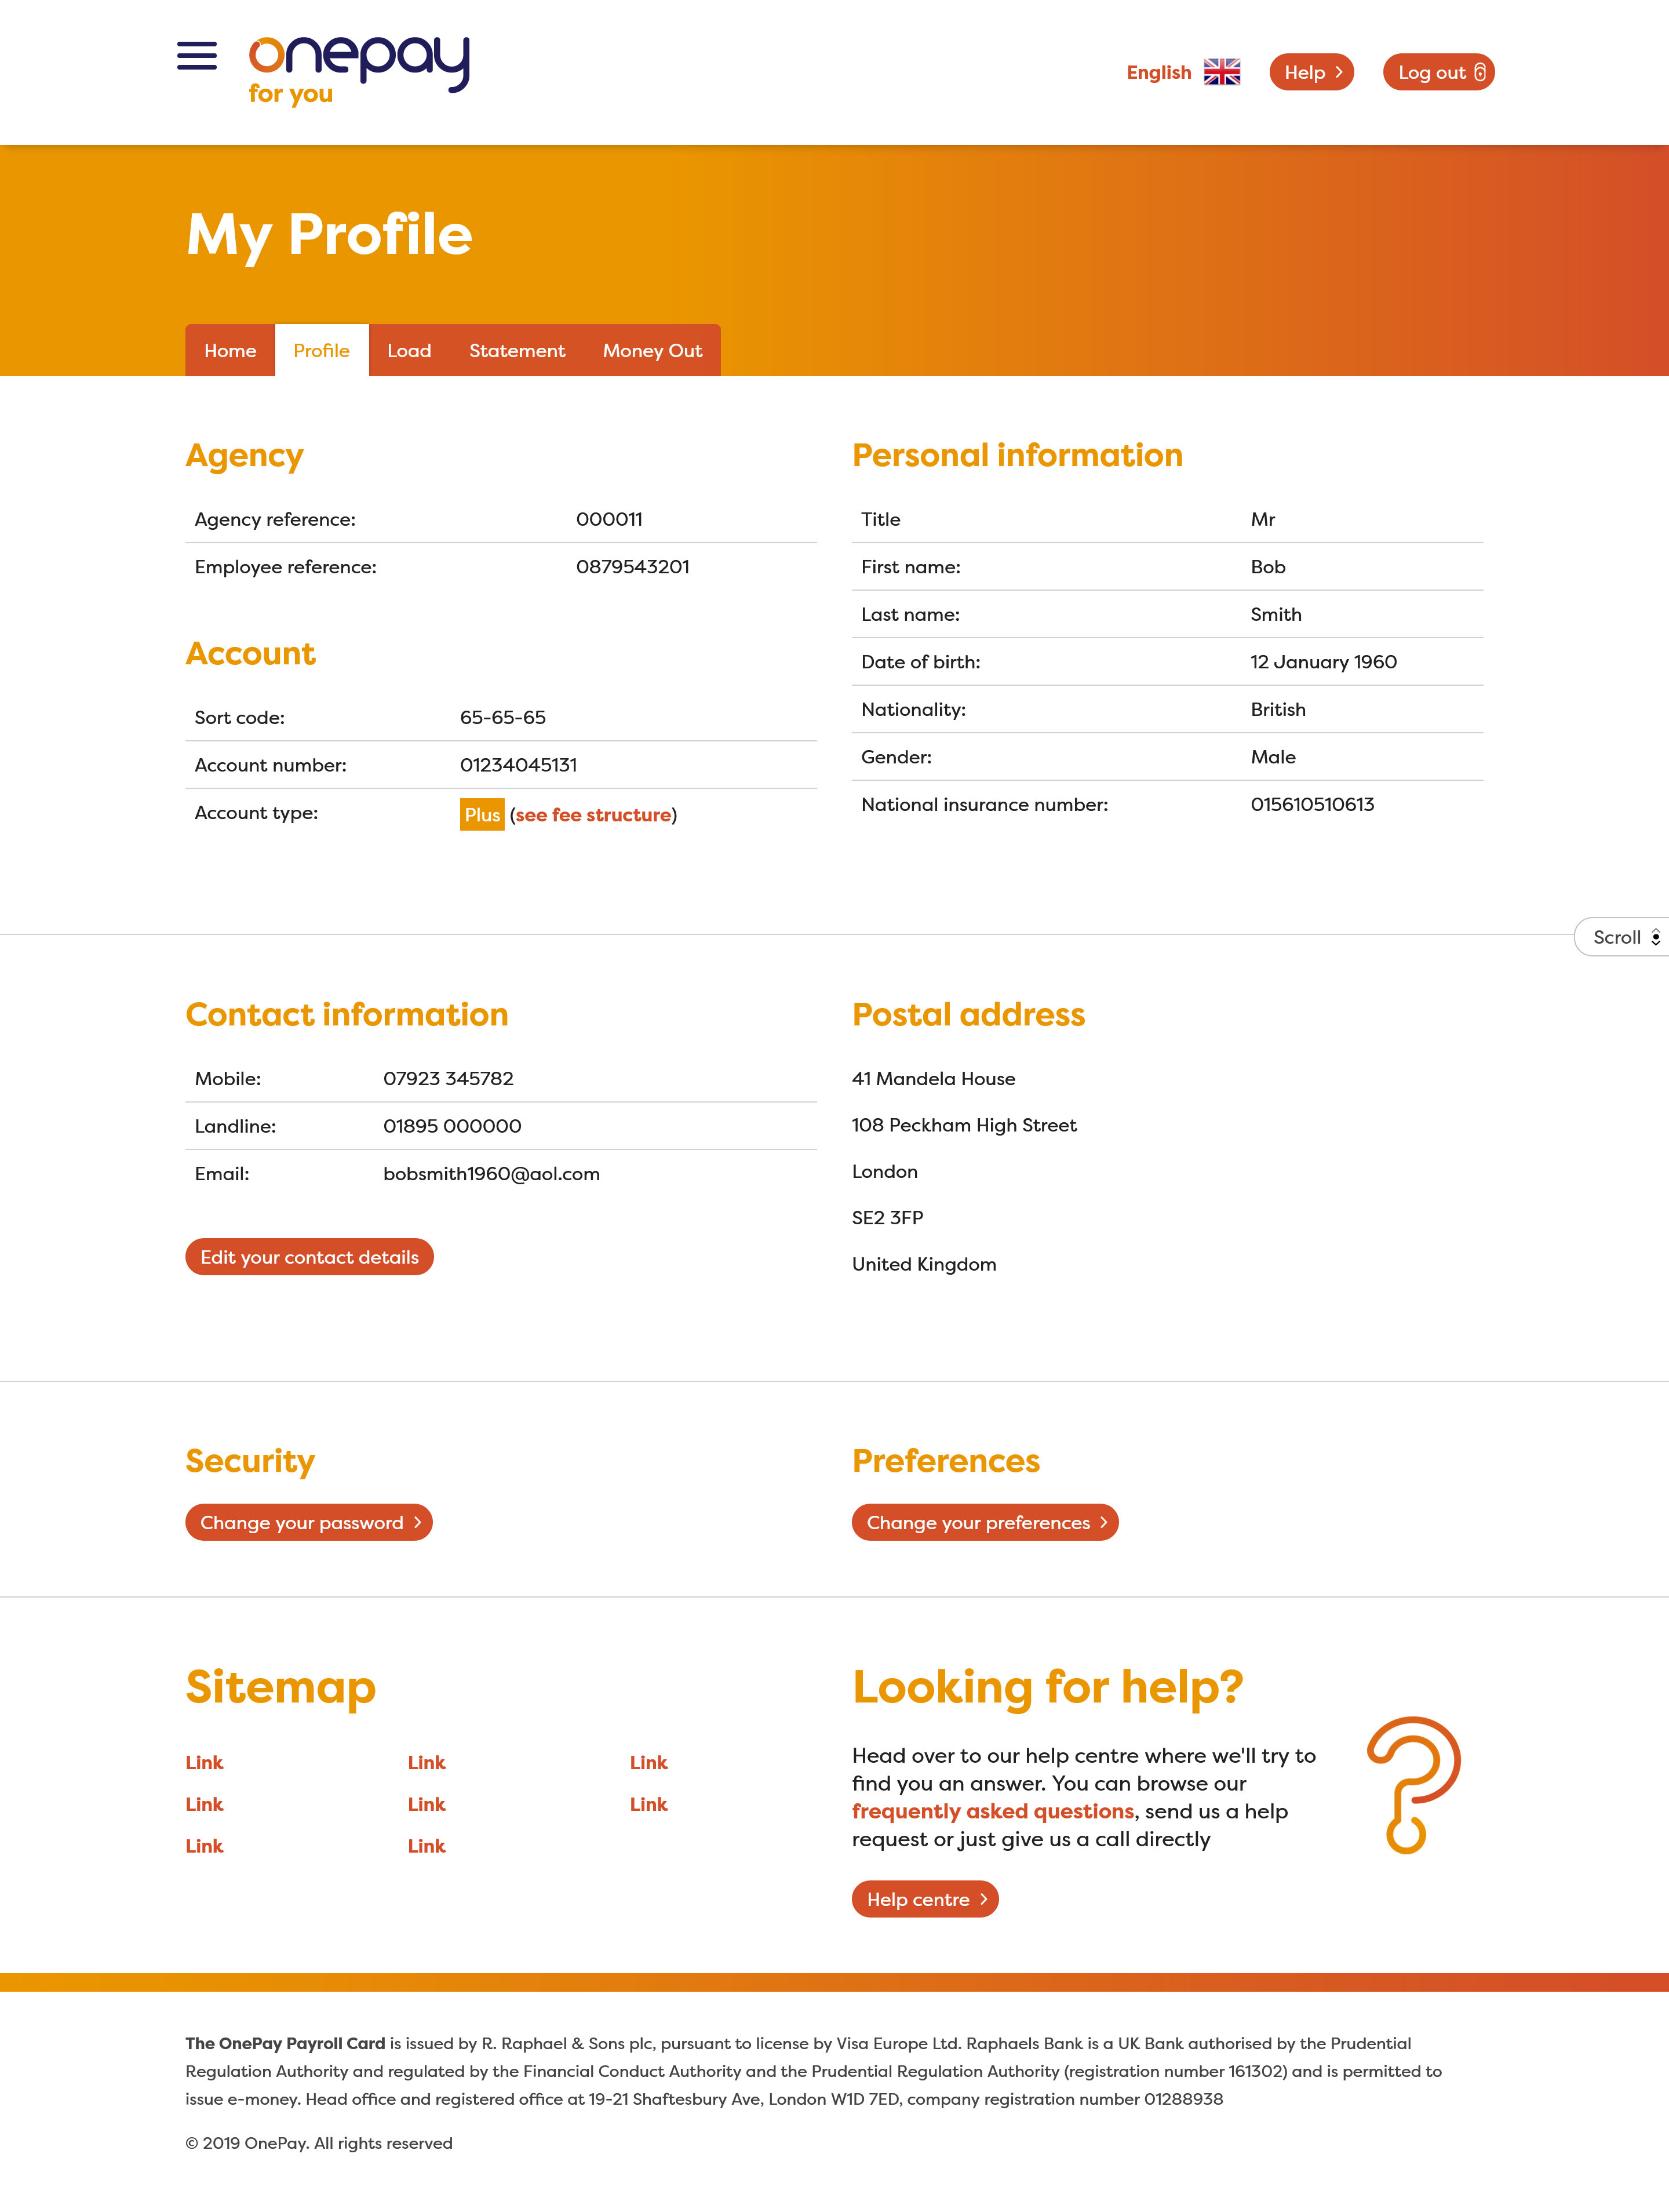 onepay
for you
English
Help
Log out
My Profile
Home
Profile
Load
Statement
Money Out
Agency
Agency reference: 000011
Employee reference: 0879543201
Account
Sort code: 65-65-65
Account number: 01234045131
Account type: Plus (see fee structure)
Personal information
Title Mr
First name: Bob
Last name: Smith
Date of birth: 12 January 1960
Nationality: British
Gender: Male
National insurance number: 015610510613
Scroll
Contact information
Mobile: 07923 345782
Landline: 01895 000000
Email: bobsmith1960@aol.com
Edit your contact details
Postal address
41 Mandela House
108 Peckham High Street
London
SE2 3FP
United Kingdom
Security
Change your password
Preferences
Change your preferences
Sitemap
Link Link Link
Link Link Link
Link Link
Looking for help?
Head over to our help centre where we'll try to
find you an answer. You can browse our
frequently asked questions, send us a help
request or just give us a call directly
Help centre
The OnePay Payroll Card is issued by R. Raphael & Sons plc, pursuant to license by Visa Europe Ltd. Raphaels Bank is a UK Bank authorised by the Prudential
Regulation Authority and regulated by the Financial Conduct Authority and the Prudential Regulation Authority (registration number 161302) and is permitted to
issue e-money. Head office and registered office at 19-21 Shaftesbury Ave, London W1D 7ED, company registration number 01288938
© 2019 OnePay. All rights reserved